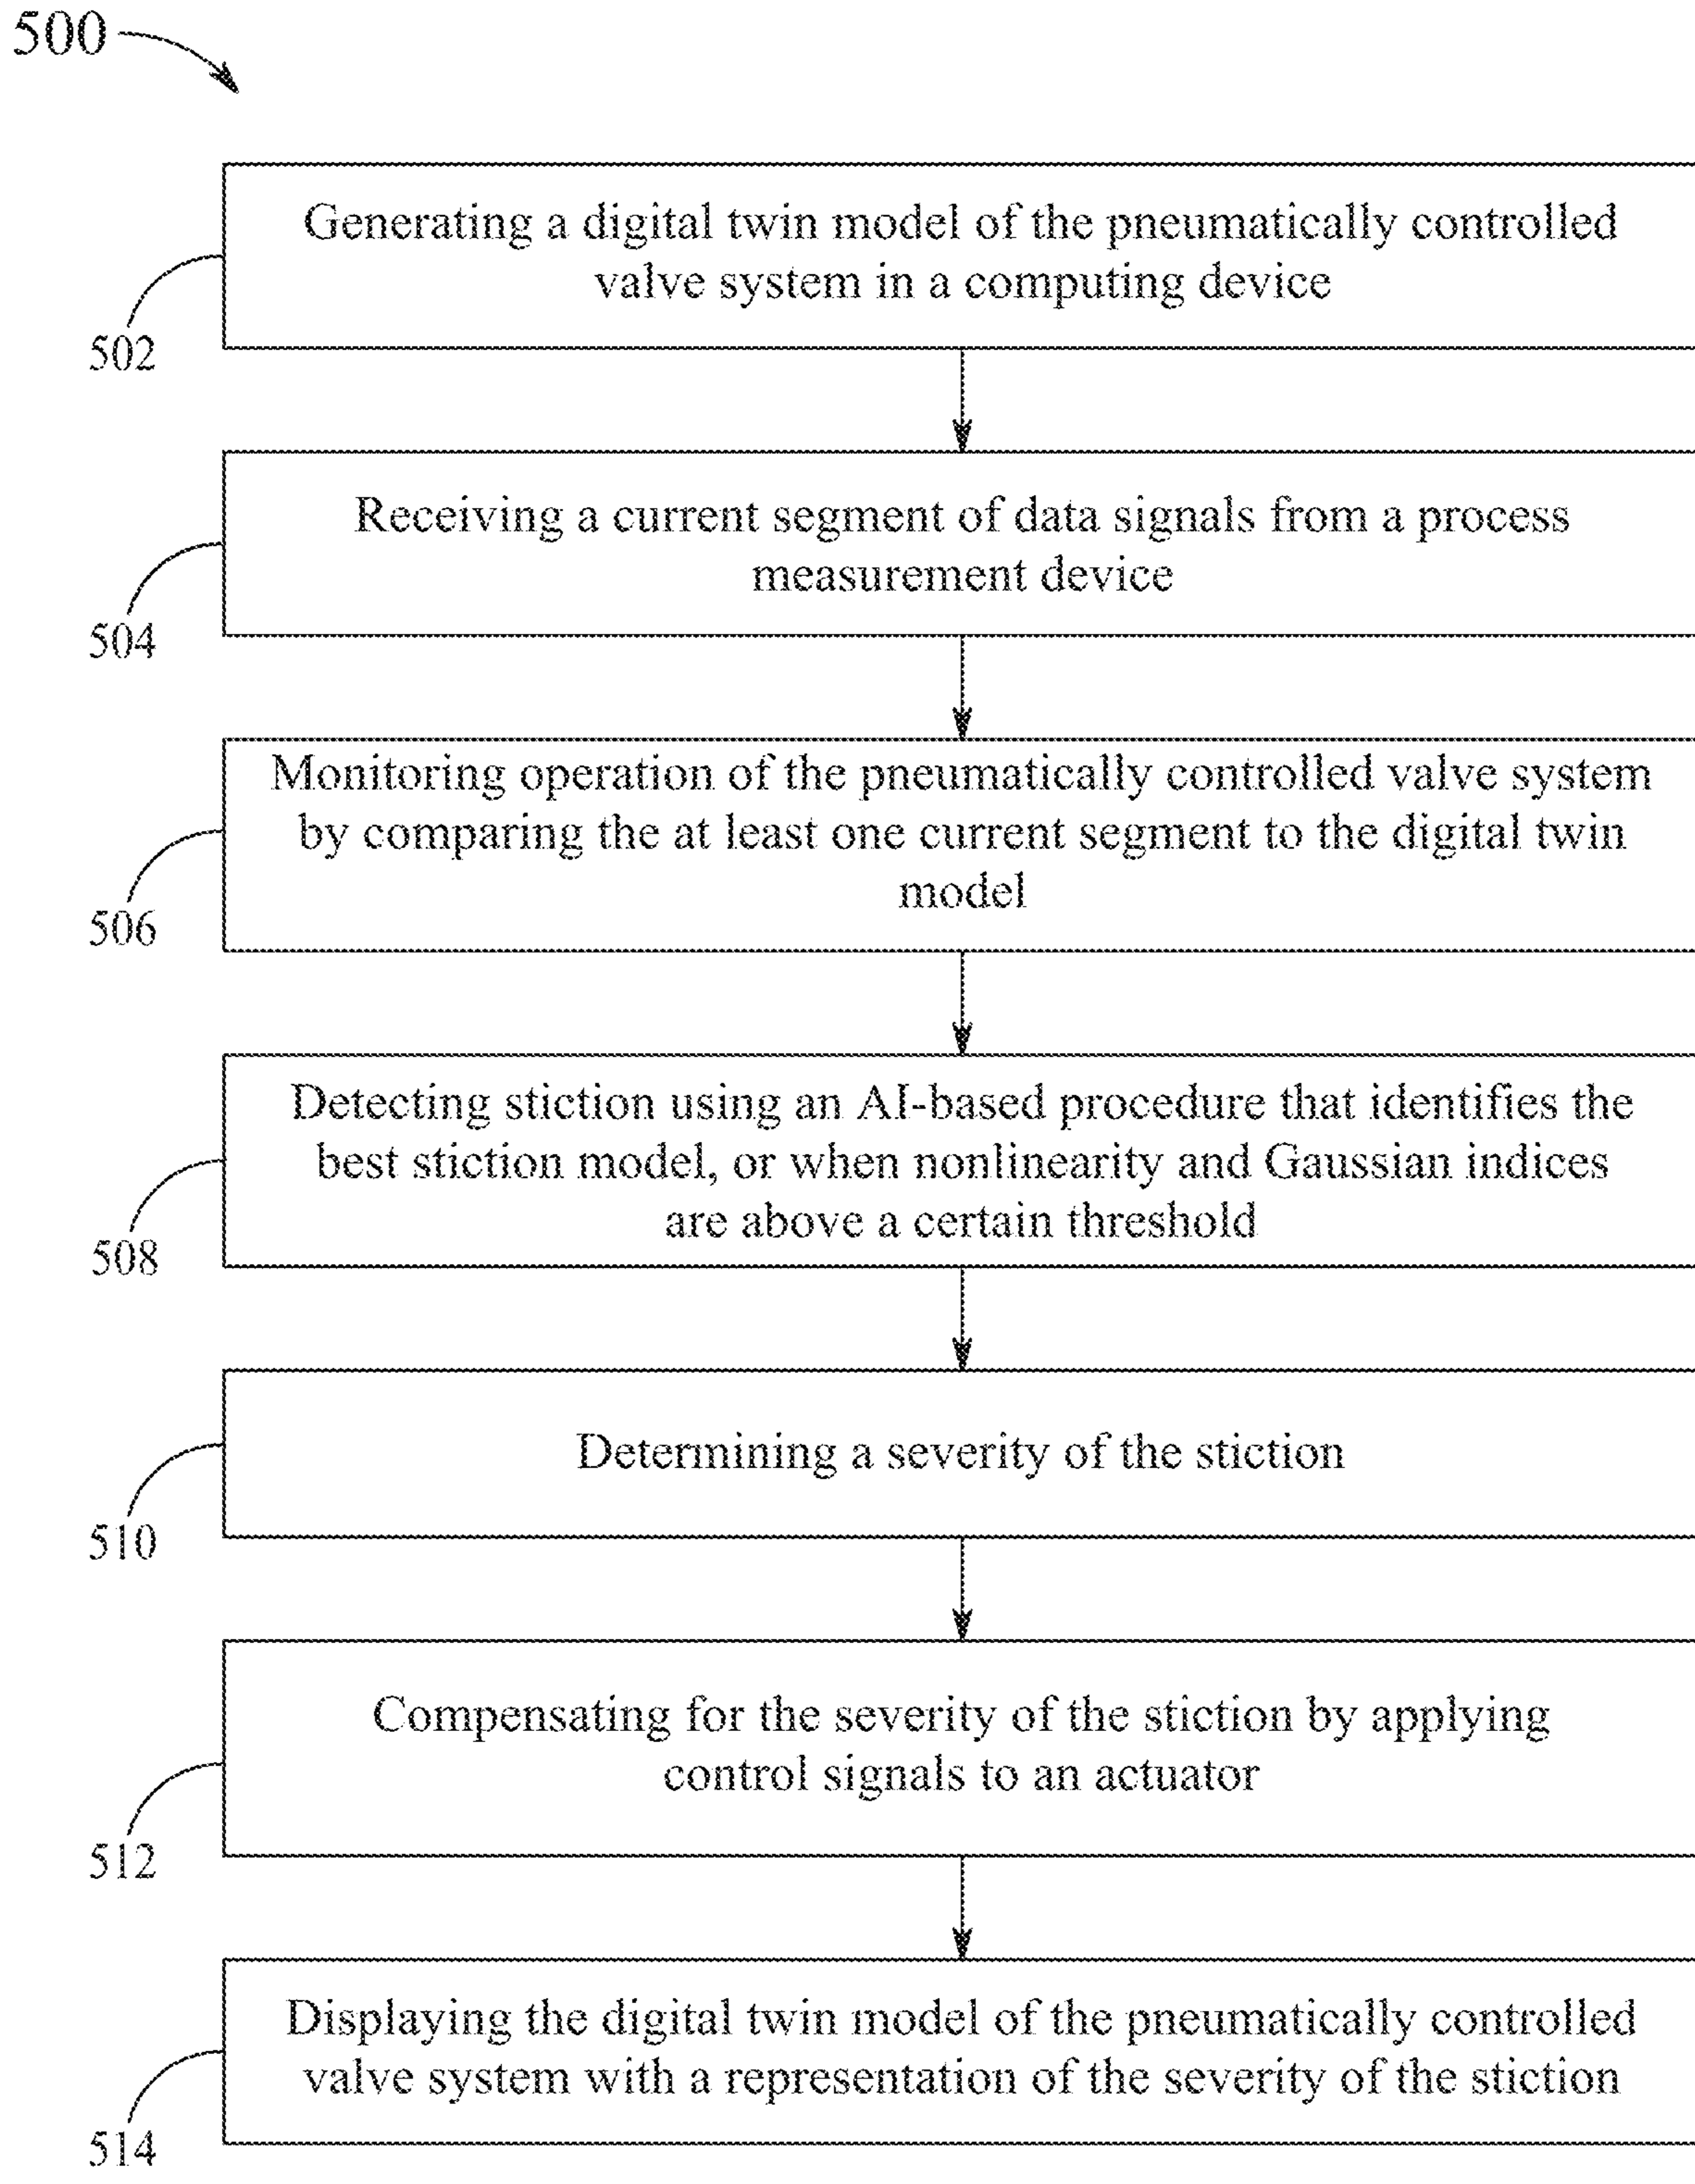 500
Generating a digital twin model of the pneumatically controlled
valve system in a computing device
502
Receiving a current segment of data signals from a process
measurement device
504
Monitoring operation of the pneumatically controlled valve system
by comparing the at least one current segment to the digital twin
model
506
Detecting stiction using an AI-based procedure that identifies the
best stiction model, or when nonlinearity and Gaussian indices
are above a certain threshold
508
Determining a severity of the stiction
510
Compensating for the severity of the stiction by applying
control signals to an actuator
512
Displaying the digital twin model of the pneumatically controlled
valve system with a representation of the severity of the stiction
514